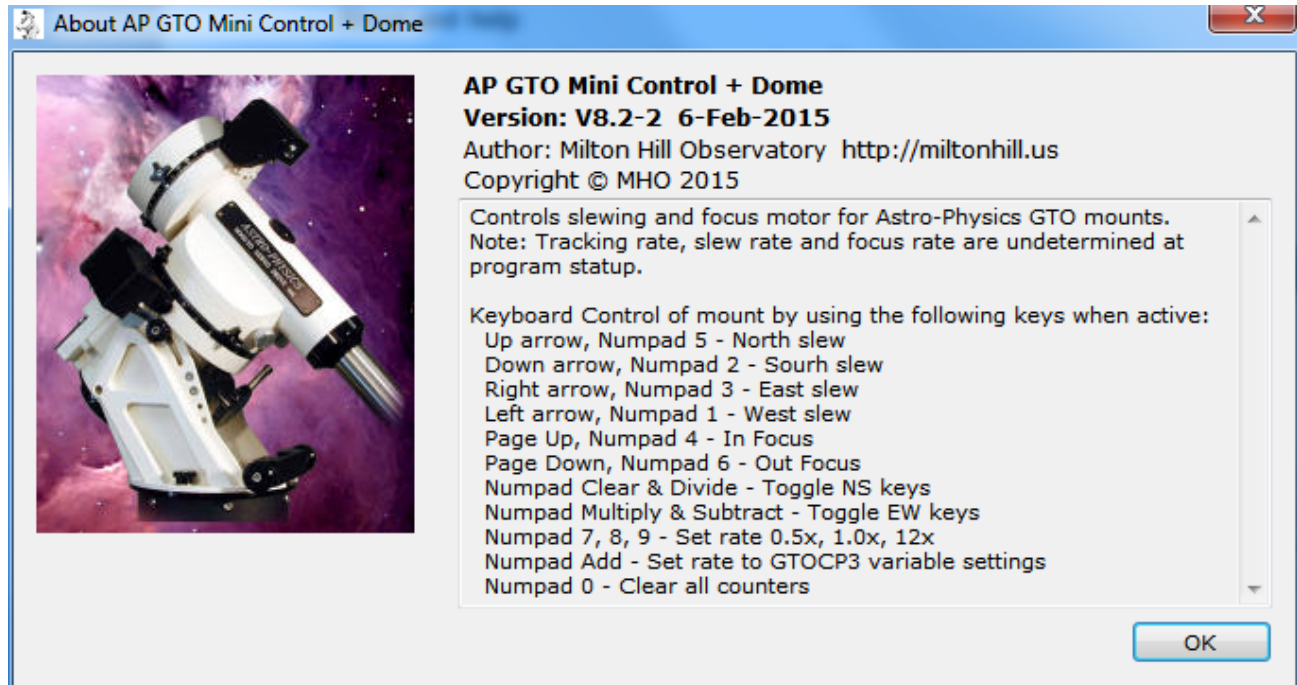 About AP GTO Mini Control + Dome
AP GTO Mini Control + Dome
Version: V8.2-2 6-Feb-2015
Author: Milton Hill Observatory http://miltonhill.us
Copyright © MHO 2015
Controls slewing and focus motor for Astro-Physics GTO mounts.
Note: Tracking rate, slew rate and focus rate are undetermined at
program statup.
Keyboard Control of mount by using the following keys when active:
Up arrow, Numpad 5 - North slew
Down arrow, Numpad 2 - Sourh slew
Right arrow, Numpad 3 - East slew
Left arrow, Numpad 1 - West slew
Page Up, Numpad 4 - In Focus
Page Down, Numpad 6 - Out Focus
Numpad Clear & Divide - Toggle NS keys
Numpad Multiply & Subtract - Toggle EW keys
Numpad 7, 8, 9 - Set rate 0.5x, 1.0x, 12x
Numpad Add - Set rate to GTOCP3 variable settings
Numpad 0 - Clear all counters
OK
ASTRO-PHYSICS